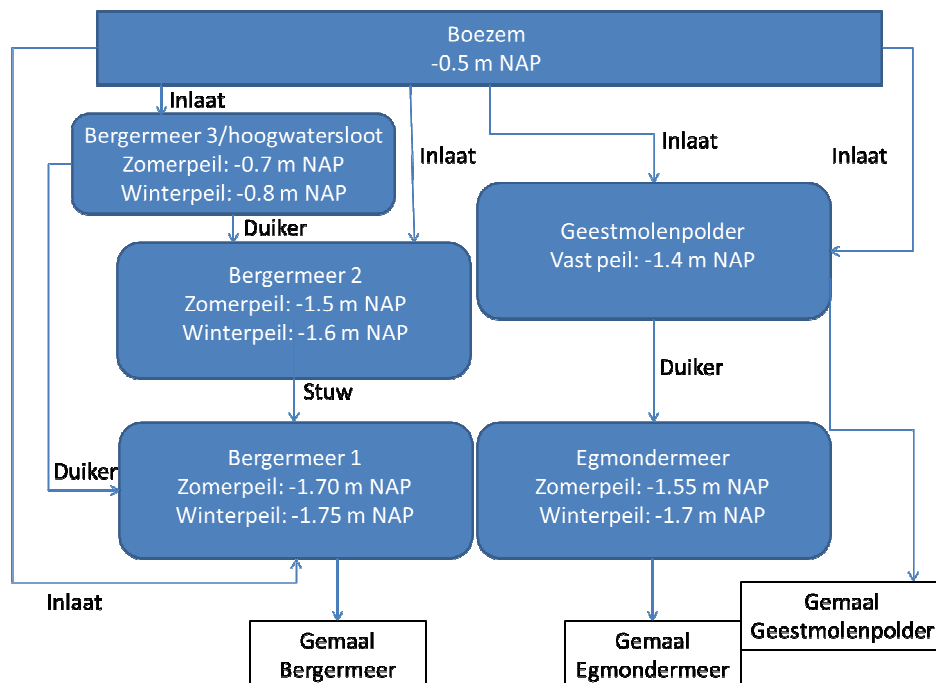 Boezem
-0.5 m NAP
Inlaat
Bergermeer 3/hoogwatersloot
Zomerpeil: -0.7 m NAP
Winterpeil: -0.8 m NAP
Inlaat
Inlaat
Inlaat
Duiker
Geestmolenpolder
Vast peil: -1.4 m NAP
Bergermeer 2
Zomerpeil: -1.5 m NAP
Winterpeil: -1.6 m NAP
Duiker
Stuw
Duiker
Bergermeer 1
Zomerpeil: -1.70 m NAP
Winterpeil: -1.75 m NAP
Egmondermeer
Zomerpeil: -1.55 m NAP
Winterpeil: -1.7 m NAP
Inlaat
Gemaal
Bergermeer
Gemaal
Egmondermeer
Gemaal
Geestmolenpolder